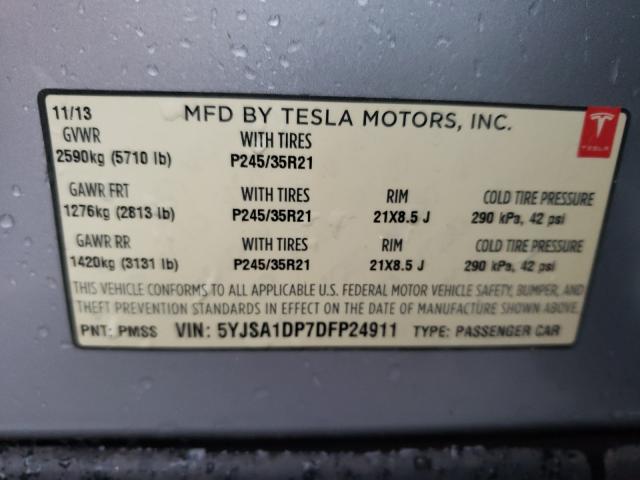 11/13 MFD BY TESLA MOTORS, INC.
GVWR WITH TIRES
2590kg (5710 lb) P245/35R21
TESLA
GAWR FRT WITH TIRES RIM COLD TIRE PRESSURE
1276kg (2813 lb) P245/35R21 21X8.5 J 290 kPa, 42 psi
GAWR RR WITH TIRES RIM COLD TIRE PRESSURE
1420kg (3131 lb) P245/35R21 21X8.5 J 290 kPa, 42 psi
THIS VEHICLE CONFORMS TO ALL APPLICABLE U.S. FEDERAL MOTOR VEHICLE SAFETY, BUMPER, AND
THEFT PREVENTION STANDARDS IN EFFECT ON THE DATE OF MANUFACTURE SHOWN ABOVE.
PNT: PMSS VIN: 5YJSA1DP7DFP24911 TYPE: PASSENGER CAR